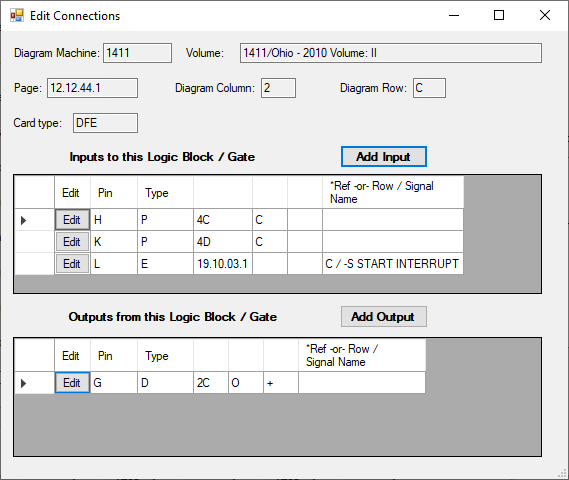 Edit Connections
Diagram Machine: 1411 Volume: 1411/Ohio - 2010 Volume: II
Page: 12.12.44.1 Diagram Column: 2 Diagram Row: C
Card type: DFE
Inputs to this Logic Block / Gate Add Input
Edit Pin Type *Ref -or- Row / Signal
Name
Edit H P 4C C
Edit K P 4D C
Edit L E 19.10.03.1 C / -S START INTERRUPT
Outputs from this Logic Block / Gate Add Output
Edit Pin Type *Ref -or- Row /
Signal Name
Edit G D 2C O +